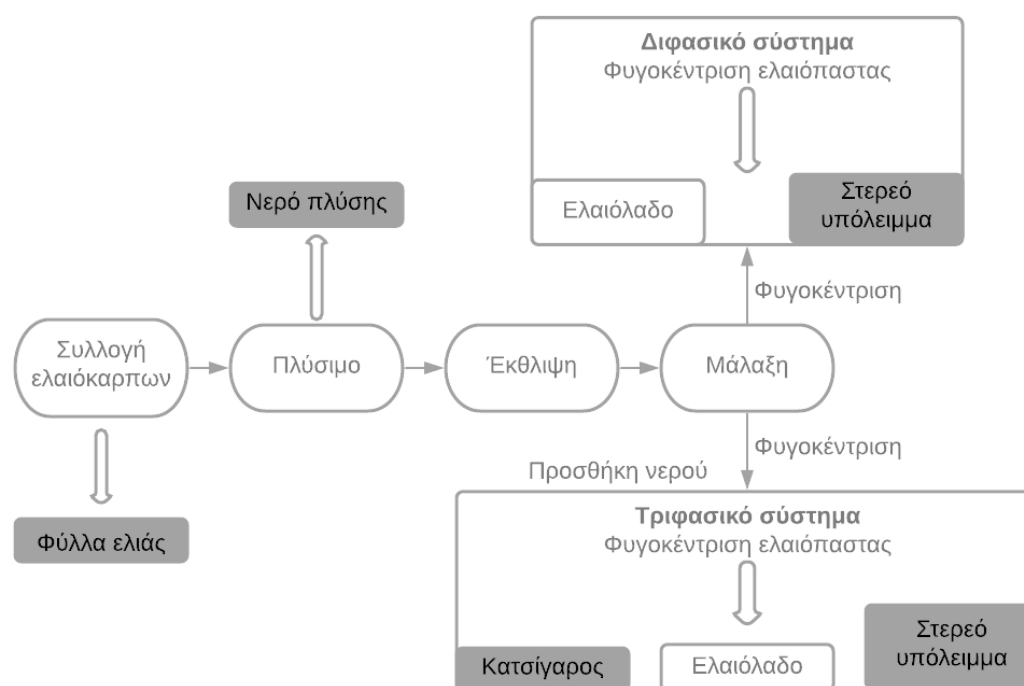 Διφασικό σύστημα
Φυγοκέντριση ελαιόπαστας
Ελαιόλαδο
Στερεό
υπόλειμμα
Νερό πλύσης
Φυγοκέντριση
Συλλογή
ελαιόκαρπων
Πλύσιμο
Έκθλιψη
Μάλαξη
Φυγοκέντριση
Προσθήκη νερού
Φύλλα ελιάς
Τριφασικό σύστημα
Φυγοκέντριση ελαιόπαστας
Κατσίγαρος
Ελαιόλαδο
Στερεό
υπόλειμμα